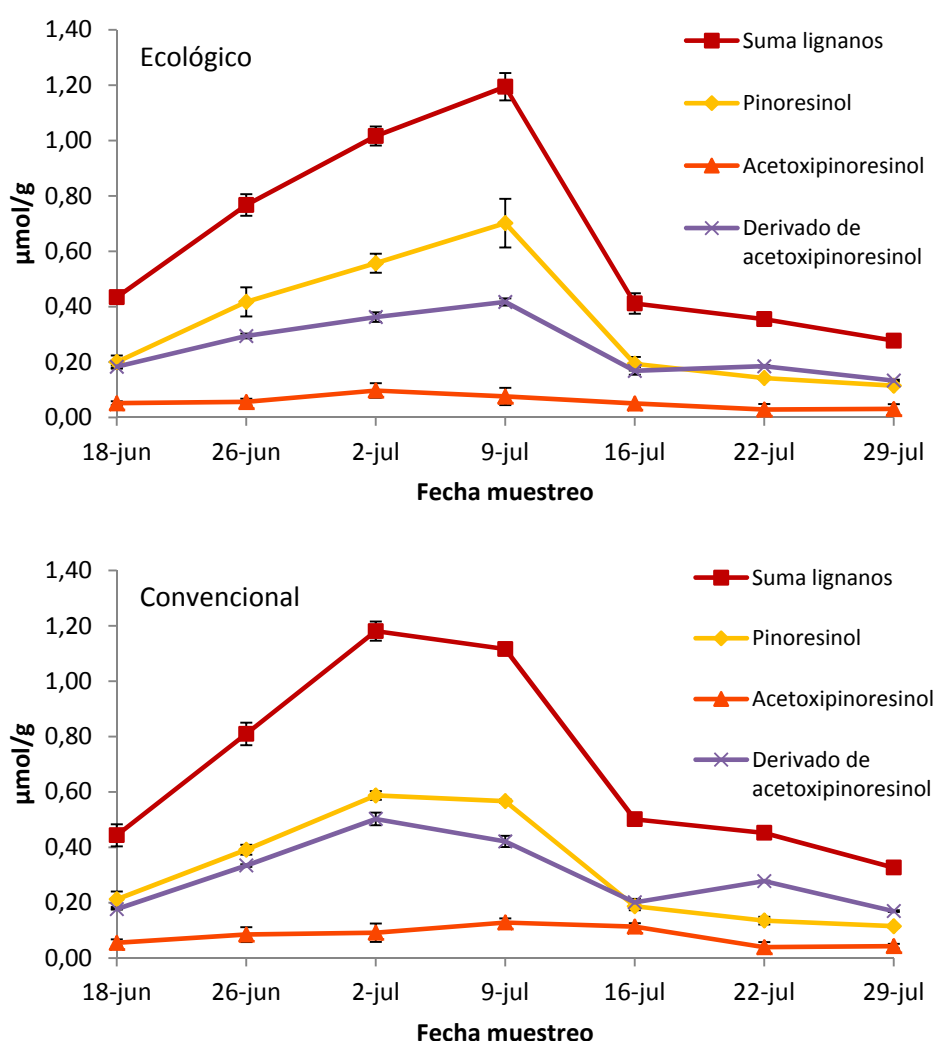 1,40
Ecológico
Suma lignanos
1,20
Pinoresinol
1,00
Acetoxipinoresinol
0,80
µmol/g
0,60
Derivado de
acetoxipinoresinol
0,40
0,20
0,00
18-jun 26-jun 2-jul 9-jul 16-jul 22-jul 29-jul
Fecha muestreo
1,40
Convencional
Suma lignanos
1,20
1,00
Pinoresinol
0,80
Acetoxipinoresinol
µmol/g
0,60
Derivado de
acetoxipinoresinol
0,40
0,20
0,00
18-jun 26-jun 2-jul 9-jul 16-jul 22-jul 29-jul
Fecha muestreo